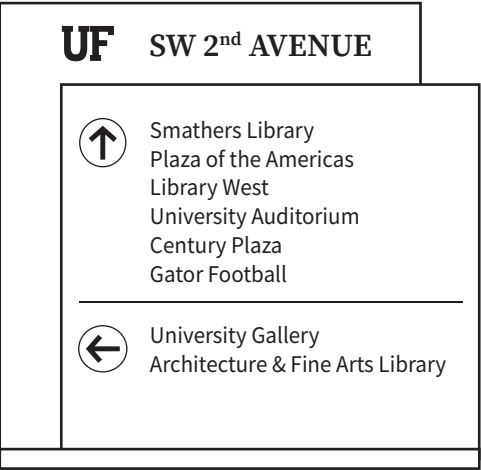 UF SW 2nd AVENUE
Smathers Library
Plaza of the Americas
Library West
University Auditorium
Century Plaza
Gator Football
University Gallery
Architecture & Fine Arts Library